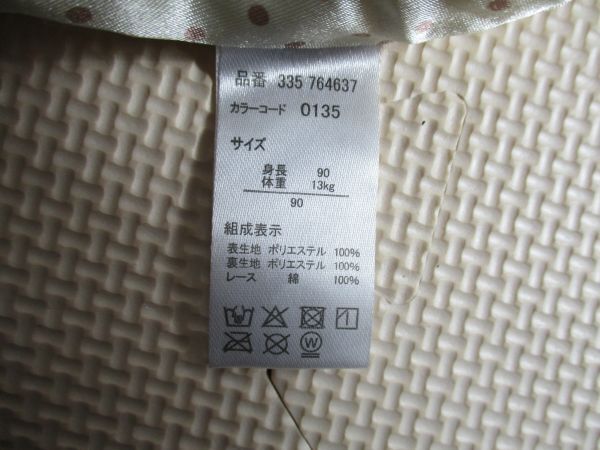 品番 335 764637
カラーコード 0135
サイズ
身長 90
体重 13kg
90
組成表示
表生地 ポリエステル 100%
裏生地 ポリエステル 100%
レース 綿 100%
W